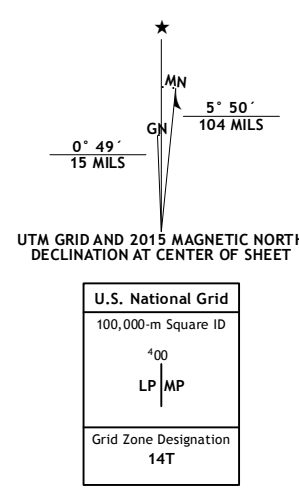 ★
MN
GN
5° 50´
104 MILS
0° 49´
15 MILS
UTM GRID AND 2015 MAGNETIC NORTH
DECLINATION AT CENTER OF SHEET
U.S. National Grid
100,000-m Square ID
⁴00
LP MP
Grid Zone Designation
14T